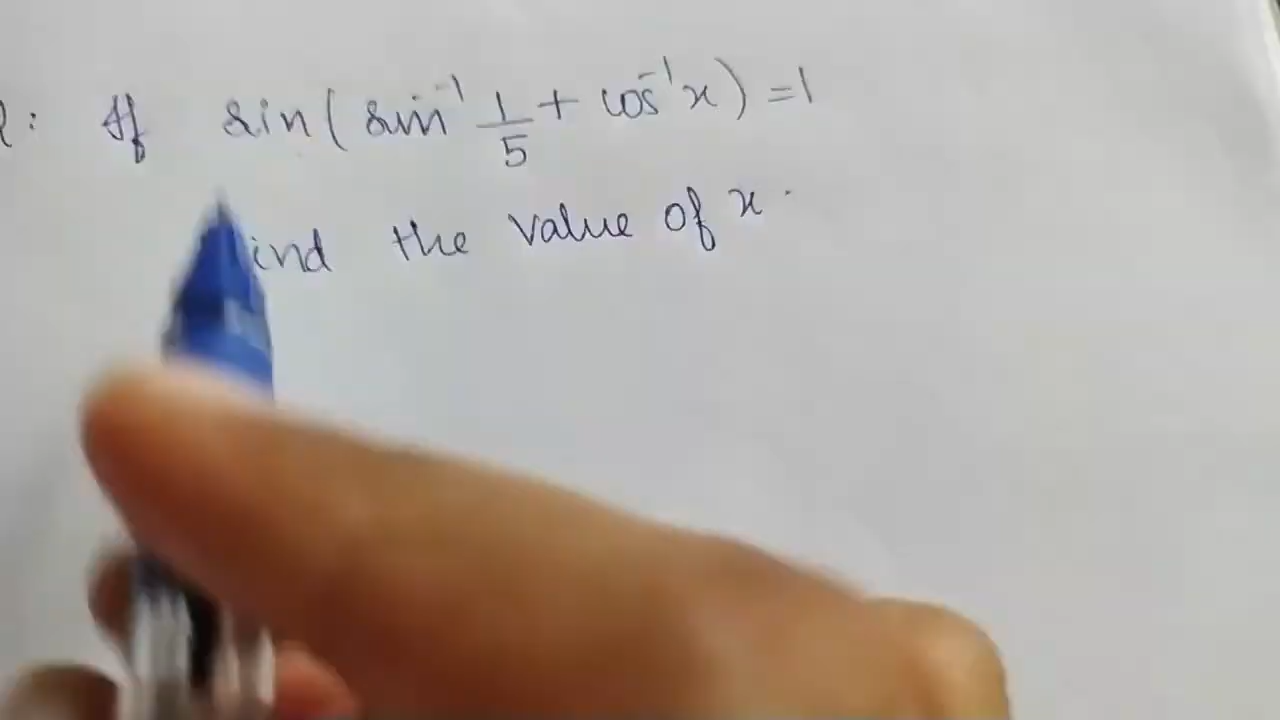 : If sin(sin⁻¹ 1/5 + cos⁻¹x) = 1
ind the value of x.